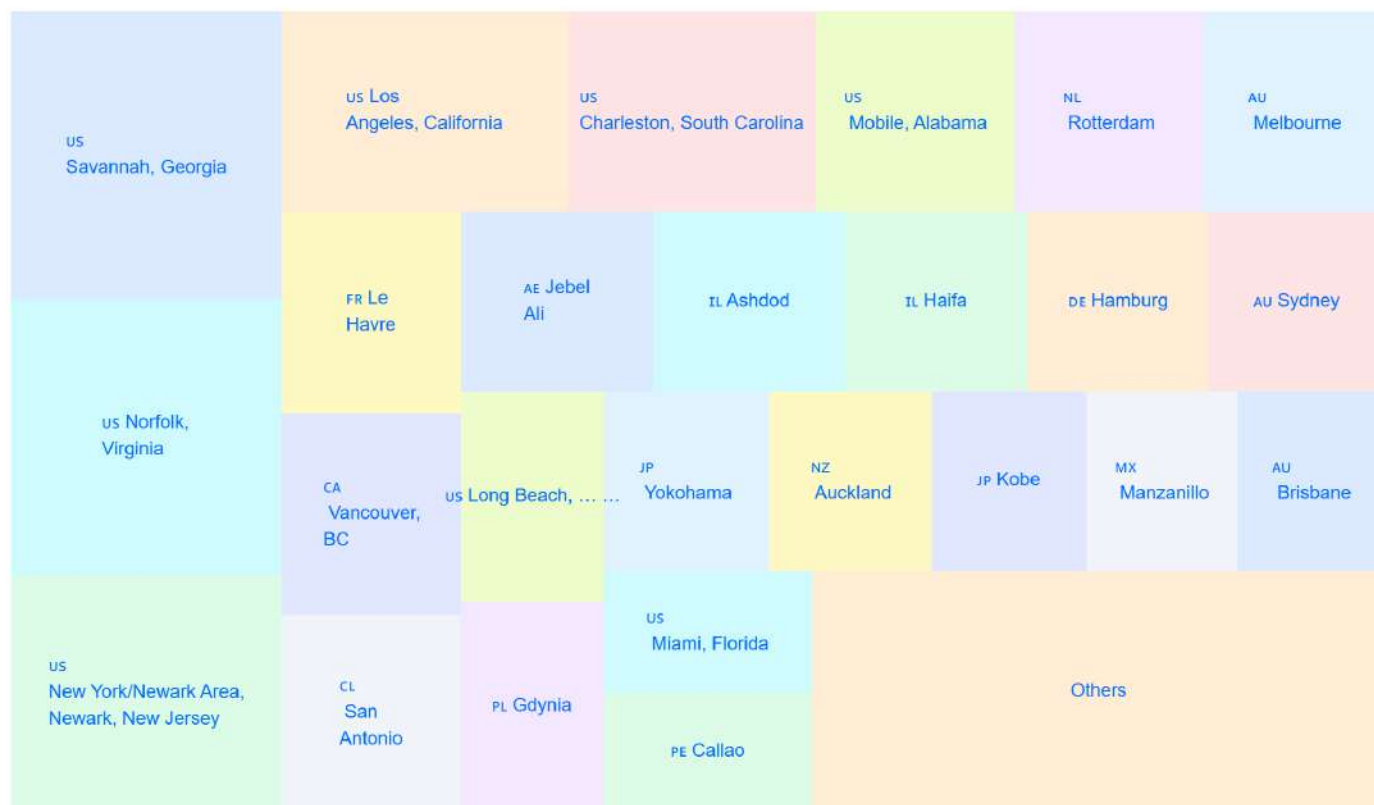 US
Savannah, Georgia
US Los
Angeles, California
US
Charleston, South Carolina
US
Mobile, Alabama
NL
Rotterdam
AU
Melbourne
FR Le
Havre
AE Jebel
Ali
IL Ashdod
IL Haifa
DE Hamburg
AU Sydney
US Norfolk,
Virginia
CA
Vancouver,
BC
US Long Beach, ... ...
JP
Yokohama
NZ
Auckland
JP Kobe
MX
Manzanillo
AU
Brisbane
US
New York/Newark Area,
Newark, New Jersey
CL
San
Antonio
PL Gdynia
US
Miami, Florida
PE Callao
Others